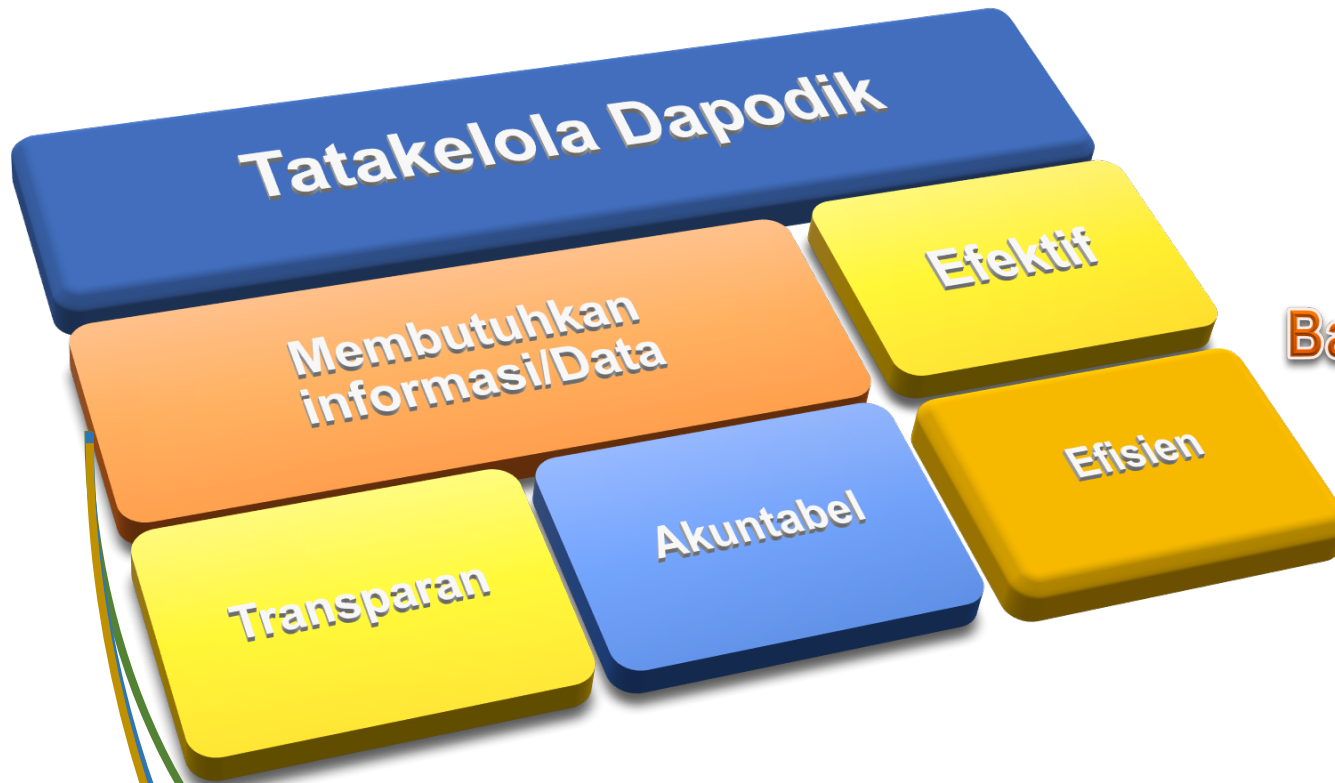 Tatakelola Dapodik
Membutuhkan
informasi/Data
Efektif
Efisien
Transparan
Akuntabel